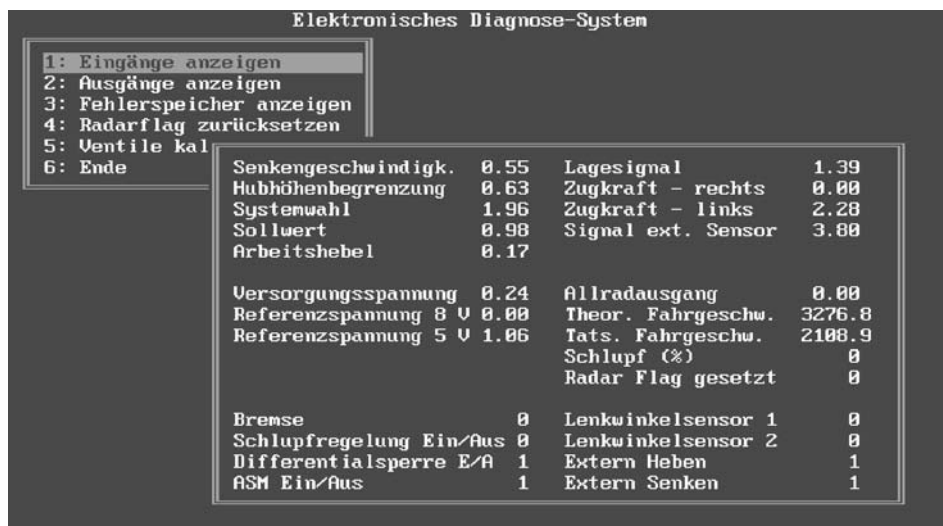 Elektronisches Diagnose-System
1: Eingänge anzeigen
2: Ausgänge anzeigen
3: Fehlerspeicher anzeigen
4: Radarflag zurücksetzen
5: Ventile kal
6: Ende
Senkengeschwindigk. 0.55 Lagesignal 1.39
Hubhöhenbegrenzung 0.63 Zugkraft - rechts 0.00
Systemwahl 1.96 Zugkraft - links 2.28
Sollwert 0.98 Signal ext. Sensor 3.80
Arbeitshebel 0.17
Versorgungsspannung 0.24 Allradausgang 0.00
Referenzspannung 8 V 0.00 Theor. Fahrgeschw. 3276.8
Referenzspannung 5 V 1.06 Tats. Fahrgeschw. 2108.9
Schlupf (%) 0
Radar Flag gesetzt 0
Bremse 0 Lenkwinkelsensor 1 0
Schlupfregelung Ein/Aus 0 Lenkwinkelsensor 2 0
Differentialsperre E/A 1 Extern Heben 1
ASM Ein/Aus 1 Extern Senken 1